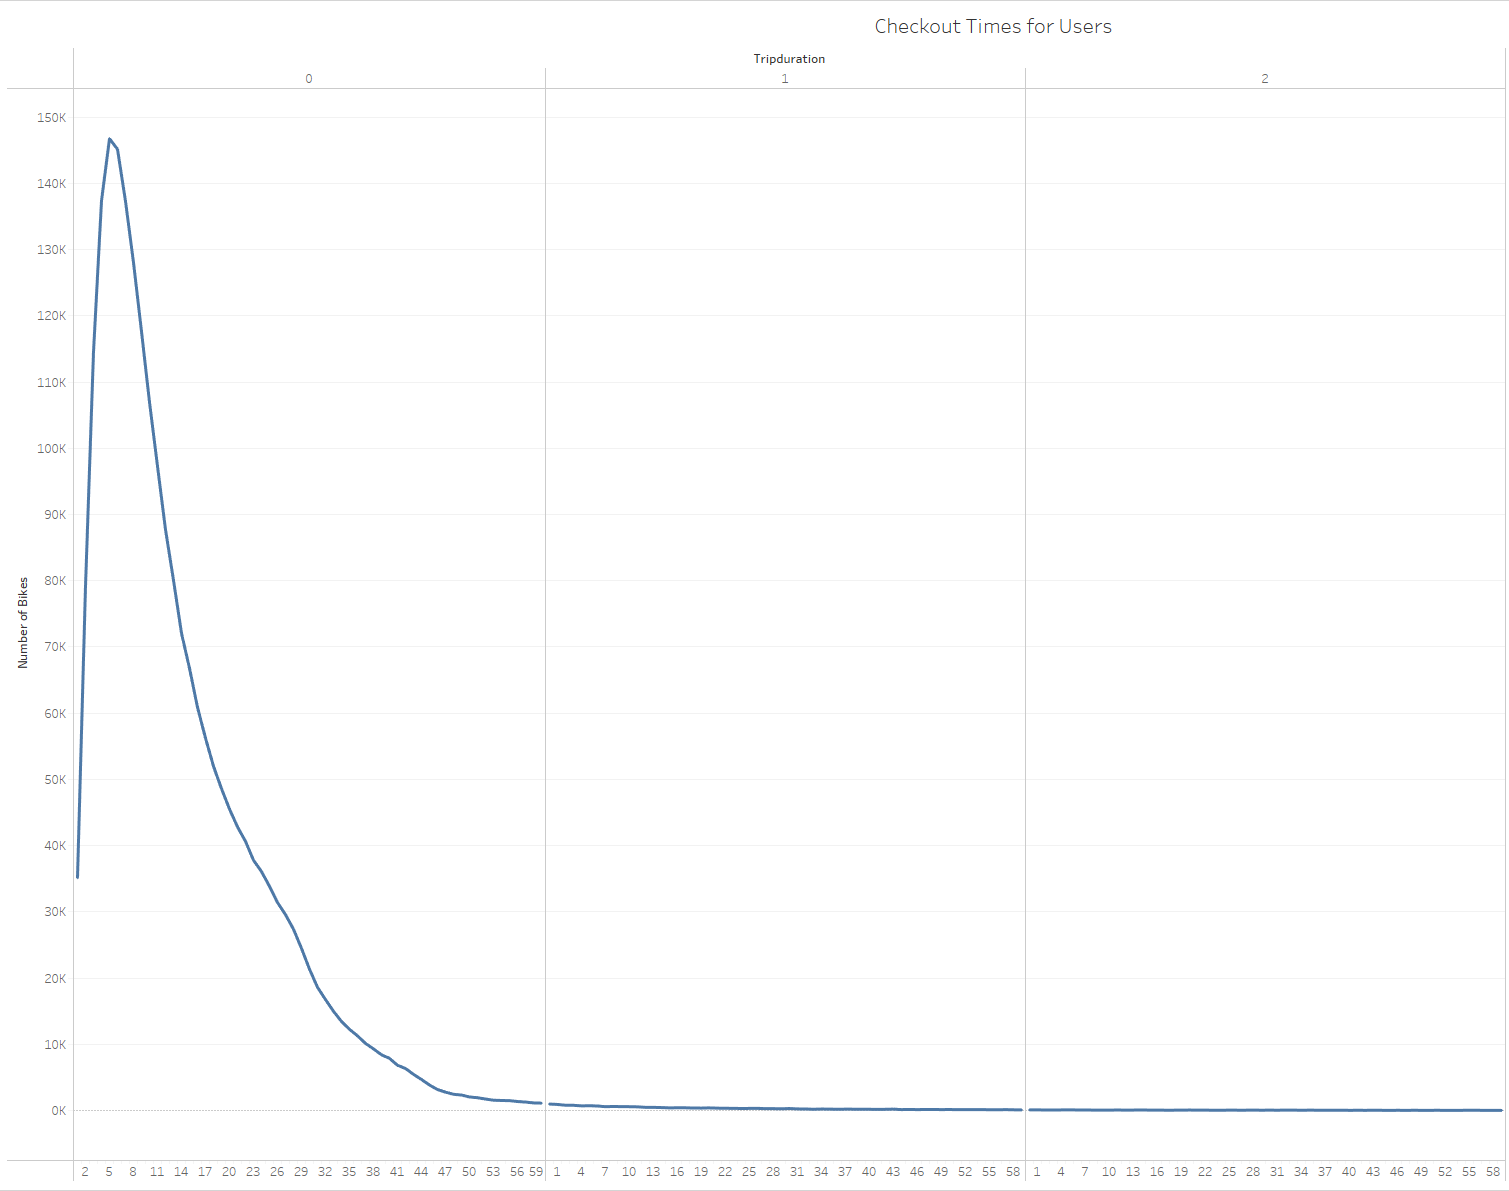 Checkout Times for Users
Tripduration
0 1 2
150K
140K
130K
120K
110K
100K
90K
80K
70K
60K
50K
40K
30K
20K
10K
0K
Number of Bikes
2 5 8 11 14 17 20 23 26 29 32 35 38 41 44 47 50 53 56 59 1 4 7 10 13 16 19 22 25 28 31 34 37 40 43 46 49 52 55 58 1 4 7 10 13 16 19 22 25 28 31 34 37 40 43 46 49 52 55 58